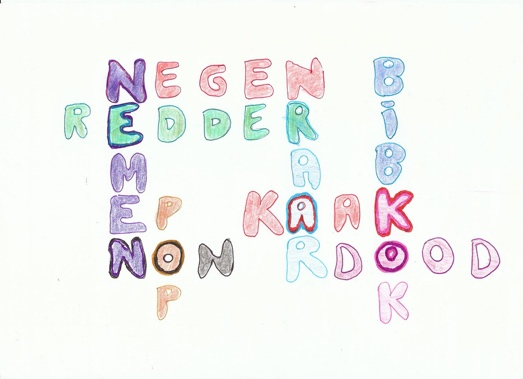 NEGEN B
REDDER i
M A B
E P KAAK
NON R DOOD
P K